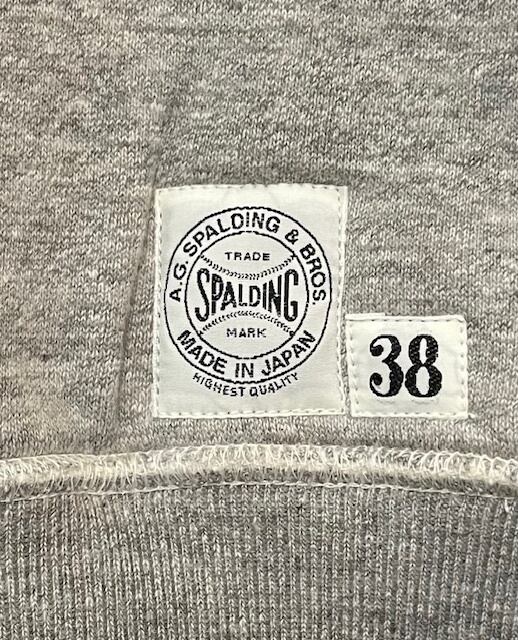 A.G. SPALDING & BROS
TRADE
SPALDING
MARK
MADE IN JAPAN
HIGHEST QUALITY
38